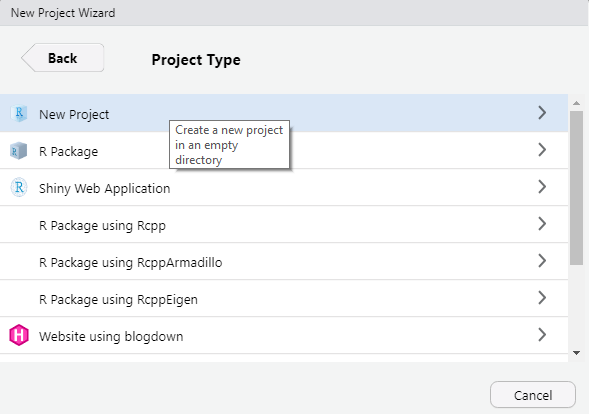 New Project Wizard
Back
Project Type
R New Project
Create a new project
in an empty
directory
R R Package
R Shiny Web Application
R Package using Rcpp
R Package using RcppArmadillo
R Package using RcppEigen
H Website using blogdown
Cancel